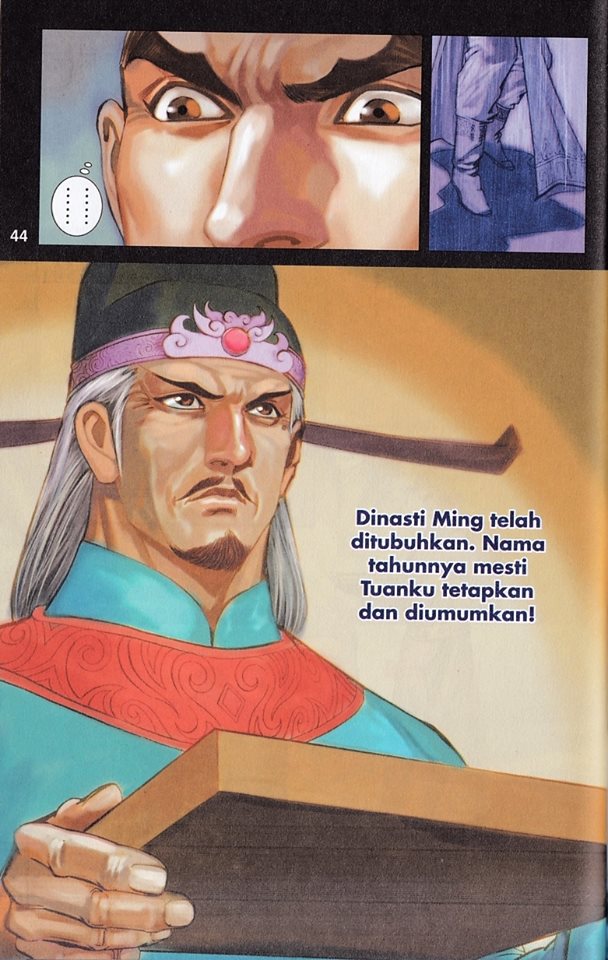 ............
44
Dinasti Ming telah
ditubuhkan. Nama
tahunnya mesti
Tuanku tetapkan
dan diumumkan!